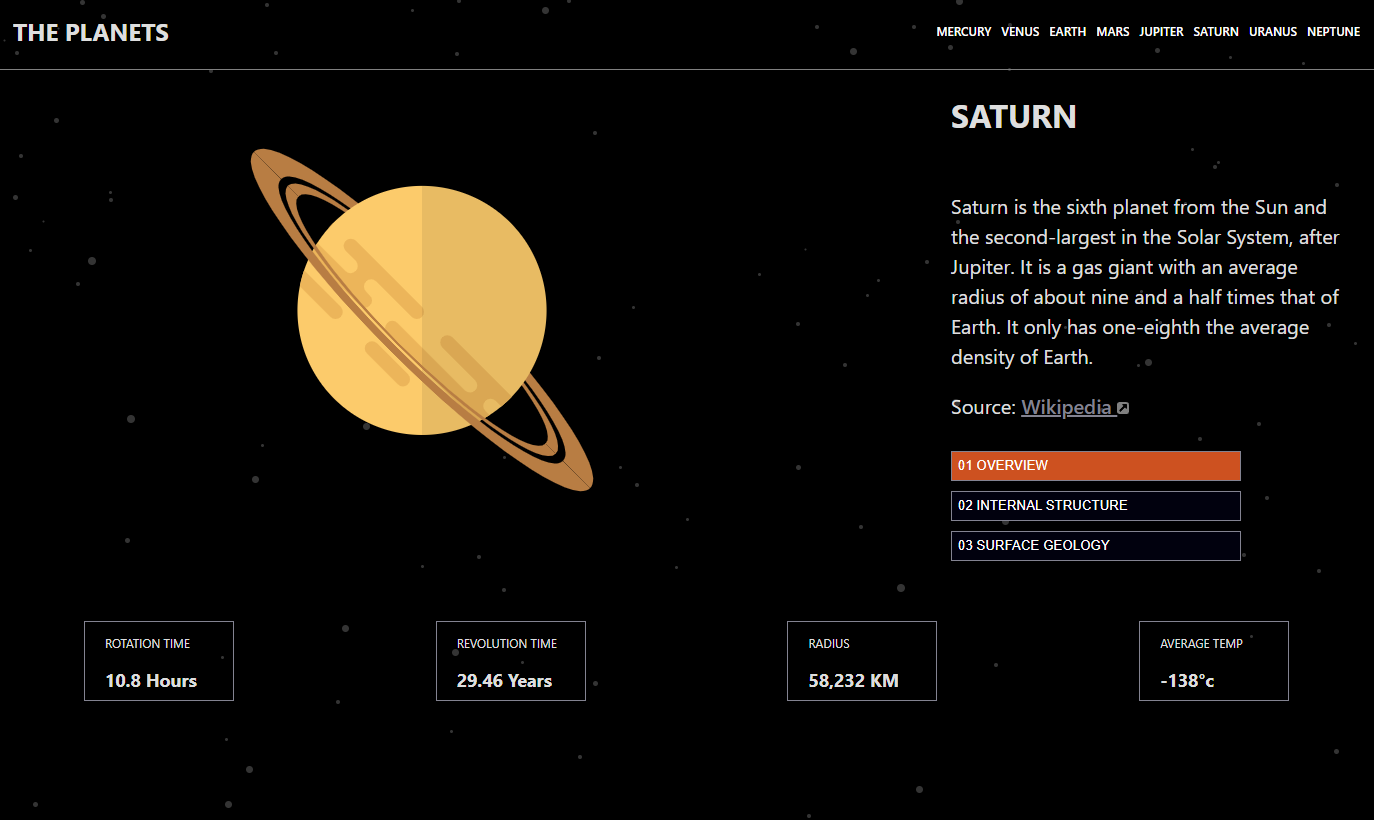 THE PLANETS
MERCURY VENUS EARTH MARS JUPITER SATURN URANUS NEPTUNE
SATURN
Saturn is the sixth planet from the Sun and
the second-largest in the Solar System, after
Jupiter. It is a gas giant with an average
radius of about nine and a half times that of
Earth. It only has one-eighth the average
density of Earth.
Source: Wikipedia
01 OVERVIEW
02 INTERNAL STRUCTURE
03 SURFACE GEOLOGY
ROTATION TIME
10.8 Hours
REVOLUTION TIME
29.46 Years
RADIUS
58,232 KM
AVERAGE TEMP
-138°c